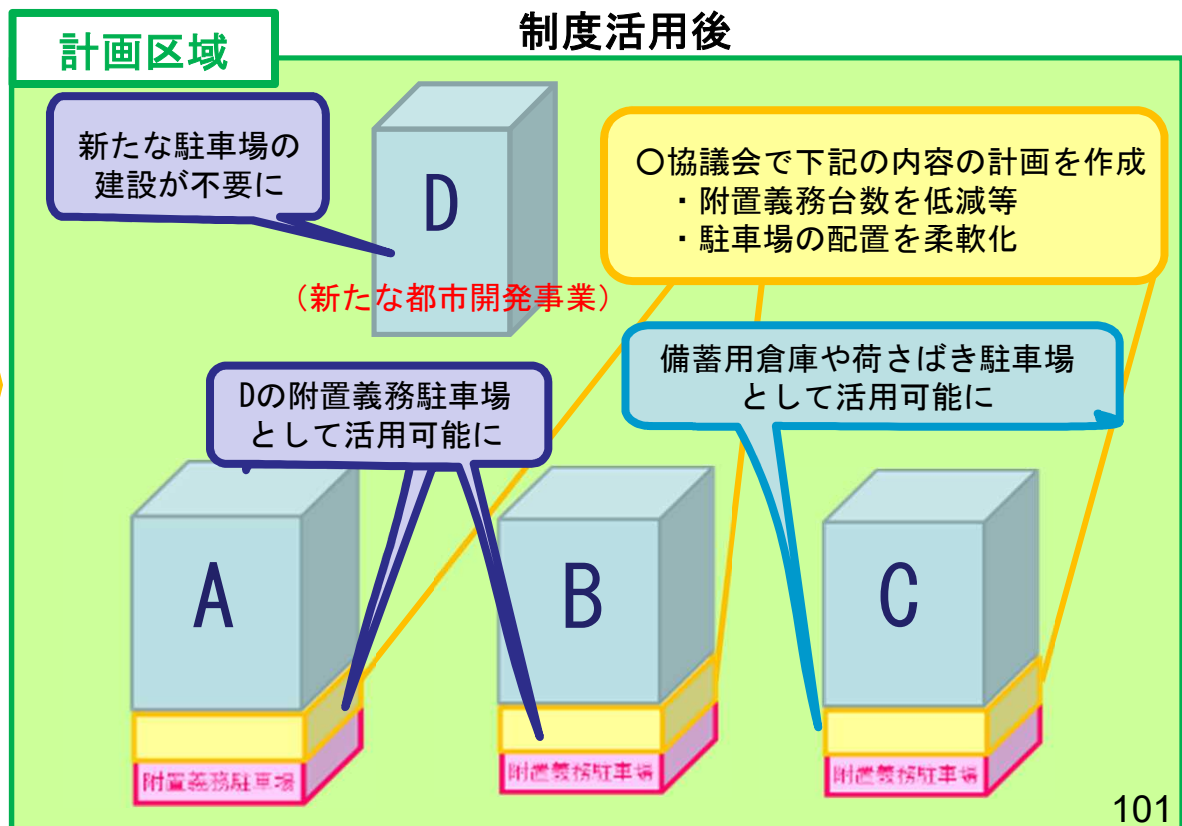 制度活用後
計画区域
新たな駐車場の
建設が不要に
D
（新たな都市開発事業）
〇協議会で下記の内容の計画を作成
・附置義務台数を低減等
・駐車場の配置を柔軟化
Dの附置義務駐車場
として活用可能に
備蓄用倉庫や荷さばき駐車場
として活用可能に
A
B
C
附置義務駐車場
附置義務駐車場
附置義務駐車場
101